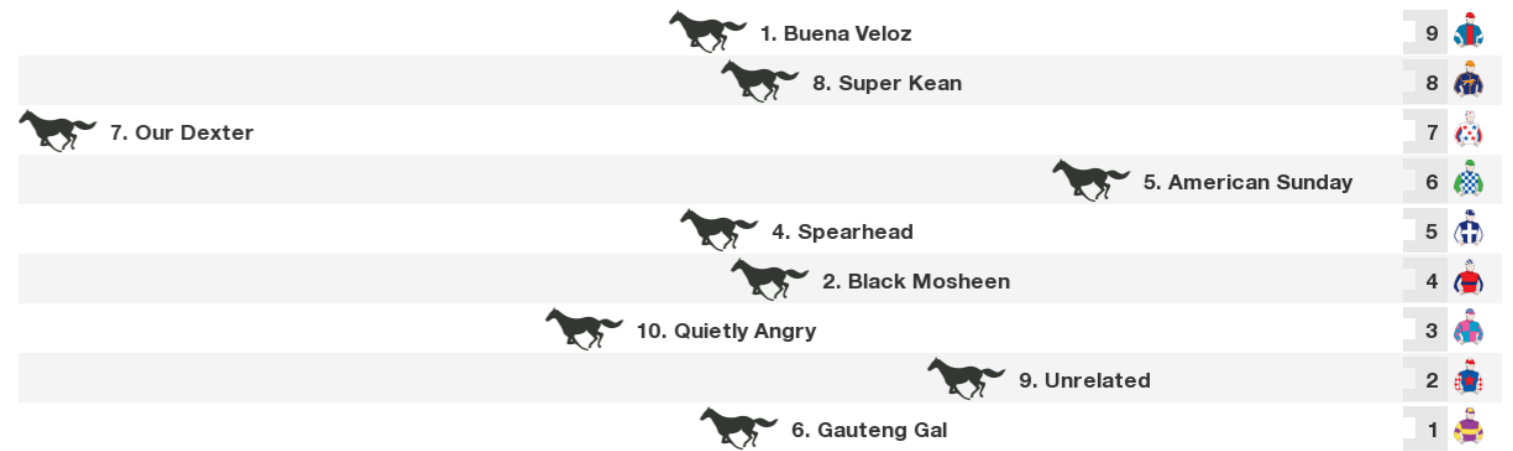 1. Buena Veloz 9
8. Super Kean 8
7. Our Dexter 7
5. American Sunday 6
4. Spearhead 5
2. Black Mosheen 4
10. Quietly Angry 3
9. Unrelated 2
6. Gauteng Gal 1